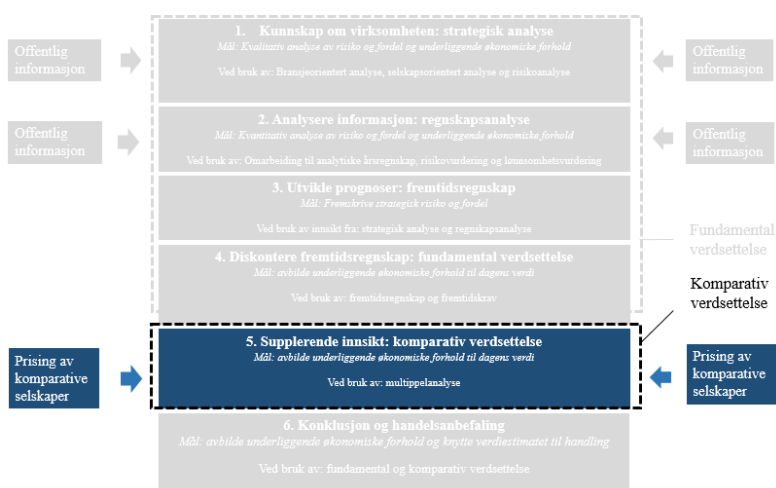 1. Kunnskap om virksomheten: strategisk analyse
Mål: Kvalitativ analyse av risiko og fordel og underliggende økonomiske forhold
Ved bruk av: Bransjeorientert analyse, selskapsorientert analyse og risikoanalyse
Offentlig
informasjon
Offentlig
informasjon
2. Analysere informasjon: regnskapsanalyse
Mål: Kvantitativ analyse av risiko og fordel og underliggende økonomiske forhold
Ved bruk av: Omarbeiding til analytiske årsregnskap, risikovurdering og lønnsomhetsvurdering
Offentlig
informasjon
Offentlig
informasjon
3. Utvikle prognoser: fremtidsregnskap
Mål: Fremskrive strategisk risiko og fordel
Ved bruk av innsikt fra: strategisk analyse og regnskapsanalyse
4. Diskontere fremtidsregnskap: fundamental verdsettelse
Mål: avbilde underliggende økonomiske forhold til dagens verdi
Ved bruk av: fremtidsregnskap og fremtidskrav
Fundamental
verdsettelse
Komparativ
verdsettelse
5. Supplerende innsikt: komparativ verdsettelse
Mål: avbilde underliggende økonomiske forhold til dagens verdi
Ved bruk av: multippelanalyse
Prising av
komparative
selskaper
Prising av
komparative
selskaper
6. Konklusjon og handelsanbefaling
Mål: avbilde underliggende økonomiske forhold og knytte verdiestimatet til handling
Ved bruk av: fundamental og komparativ verdsettelse